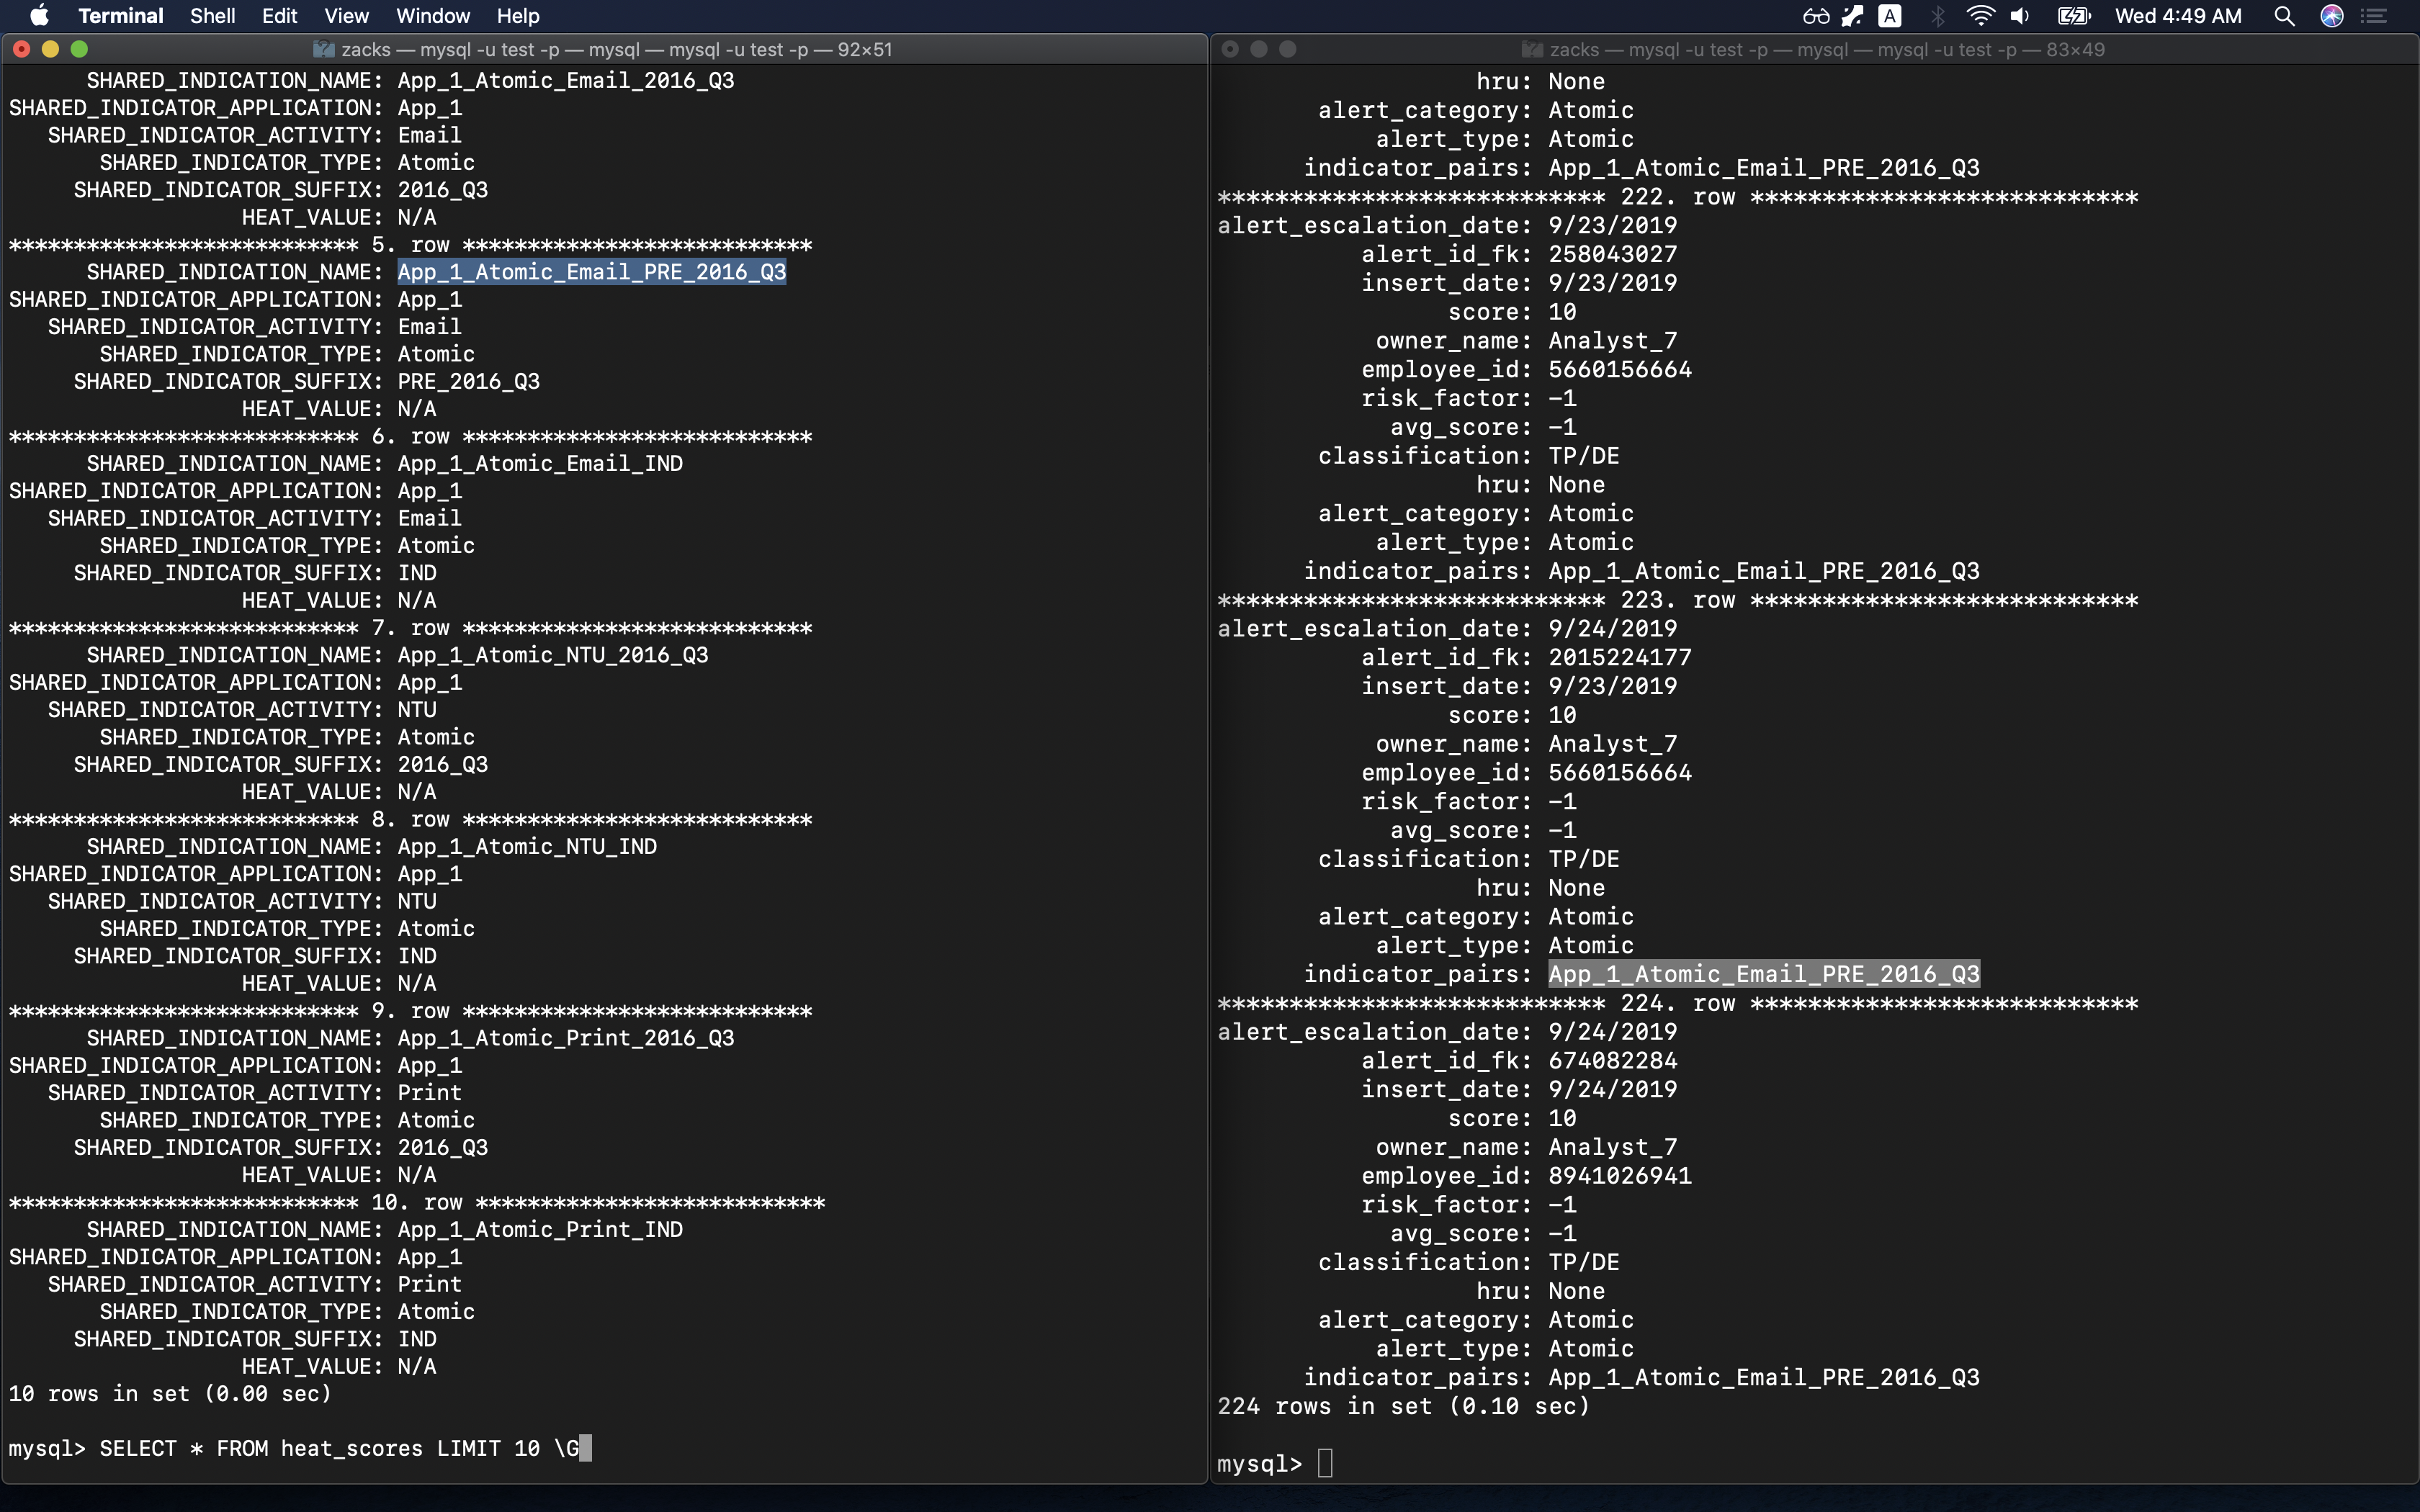 Terminal Shell Edit View Window Help A Wed 4:49 AM
zacks — mysql -u test -p — mysql — mysql -u test -p — 92×51
SHARED_INDICATION_NAME: App_1_Atomic_Email_2016_Q3
SHARED_INDICATOR_APPLICATION: App_1
SHARED_INDICATOR_ACTIVITY: Email
SHARED_INDICATOR_TYPE: Atomic
SHARED_INDICATOR_SUFFIX: 2016_Q3
HEAT_VALUE: N/A
*************************** 5. row ***************************
SHARED_INDICATION_NAME: App_1_Atomic_Email_PRE_2016_Q3
SHARED_INDICATOR_APPLICATION: App_1
SHARED_INDICATOR_ACTIVITY: Email
SHARED_INDICATOR_TYPE: Atomic
SHARED_INDICATOR_SUFFIX: PRE_2016_Q3
HEAT_VALUE: N/A
*************************** 6. row ***************************
SHARED_INDICATION_NAME: App_1_Atomic_Email_IND
SHARED_INDICATOR_APPLICATION: App_1
SHARED_INDICATOR_ACTIVITY: Email
SHARED_INDICATOR_TYPE: Atomic
SHARED_INDICATOR_SUFFIX: IND
HEAT_VALUE: N/A
*************************** 7. row ***************************
SHARED_INDICATION_NAME: App_1_Atomic_NTU_2016_Q3
SHARED_INDICATOR_APPLICATION: App_1
SHARED_INDICATOR_ACTIVITY: NTU
SHARED_INDICATOR_TYPE: Atomic
SHARED_INDICATOR_SUFFIX: 2016_Q3
HEAT_VALUE: N/A
*************************** 8. row ***************************
SHARED_INDICATION_NAME: App_1_Atomic_NTU_IND
SHARED_INDICATOR_APPLICATION: App_1
SHARED_INDICATOR_ACTIVITY: NTU
SHARED_INDICATOR_TYPE: Atomic
SHARED_INDICATOR_SUFFIX: IND
HEAT_VALUE: N/A
*************************** 9. row ***************************
SHARED_INDICATION_NAME: App_1_Atomic_Print_2016_Q3
SHARED_INDICATOR_APPLICATION: App_1
SHARED_INDICATOR_ACTIVITY: Print
SHARED_INDICATOR_TYPE: Atomic
SHARED_INDICATOR_SUFFIX: 2016_Q3
HEAT_VALUE: N/A
*************************** 10. row ***************************
SHARED_INDICATION_NAME: App_1_Atomic_Print_IND
SHARED_INDICATOR_APPLICATION: App_1
SHARED_INDICATOR_ACTIVITY: Print
SHARED_INDICATOR_TYPE: Atomic
SHARED_INDICATOR_SUFFIX: IND
HEAT_VALUE: N/A
10 rows in set (0.00 sec)
mysql> SELECT * FROM heat_scores LIMIT 10 \G
zacks — mysql -u test -p — mysql — mysql -u test -p — 83×49
hru: None
alert_category: Atomic
alert_type: Atomic
indicator_pairs: App_1_Atomic_Email_PRE_2016_Q3
*************************** 222. row ***************************
alert_escalation_date: 9/23/2019
alert_id_fk: 258043027
insert_date: 9/23/2019
score: 10
owner_name: Analyst_7
employee_id: 5660156664
risk_factor: -1
avg_score: -1
classification: TP/DE
hru: None
alert_category: Atomic
alert_type: Atomic
indicator_pairs: App_1_Atomic_Email_PRE_2016_Q3
*************************** 223. row ***************************
alert_escalation_date: 9/24/2019
alert_id_fk: 2015224177
insert_date: 9/23/2019
score: 10
owner_name: Analyst_7
employee_id: 5660156664
risk_factor: -1
avg_score: -1
classification: TP/DE
hru: None
alert_category: Atomic
alert_type: Atomic
indicator_pairs: App_1_Atomic_Email_PRE_2016_Q3
*************************** 224. row ***************************
alert_escalation_date: 9/24/2019
alert_id_fk: 674082284
insert_date: 9/24/2019
score: 10
owner_name: Analyst_7
employee_id: 8941026941
risk_factor: -1
avg_score: -1
classification: TP/DE
hru: None
alert_category: Atomic
alert_type: Atomic
indicator_pairs: App_1_Atomic_Email_PRE_2016_Q3
224 rows in set (0.10 sec)
mysql>